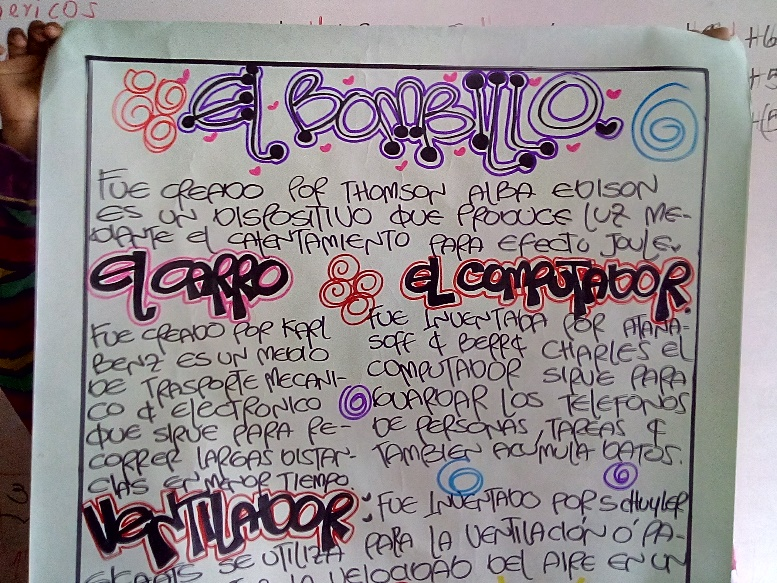 ericos
EL BOMBILLO.
FUE CREADO POR THOMSON ALBA EDISON
ES UN DISPOSITIVO QUE PRODUCE LUZ ME-
DIANTE EL CALENTAMIENTO PARA EFECTO JOULE.
EL CARRO
FUE CREADO POR KARL
BENZ ES UN MEDIO
DE TRASPORTE MECANI-
CO & ELECTRONICO
QUE SIRVE PARA RE-
CORRER LARGAS DISTAN-
CIAS EN MENOR TIEMPO.
EL COMPUTADOR.
FUE INVENTADA POR ATANA-
SOFF & BERR& CHARLES EL
COMPUTADOR SIRVE PARA
GUARDAR LOS TELEFONOS
DE PERSONAS, TAREAS &
TAMBIEN ACUMULA DATOS.
VENTILADOR: FUE INVENTADO POR SCHUYLER
SE UTILIZA PARA LA VENTILACIÓN Ó PA-
LA VELOCIDAD DEL AIRE EN UN